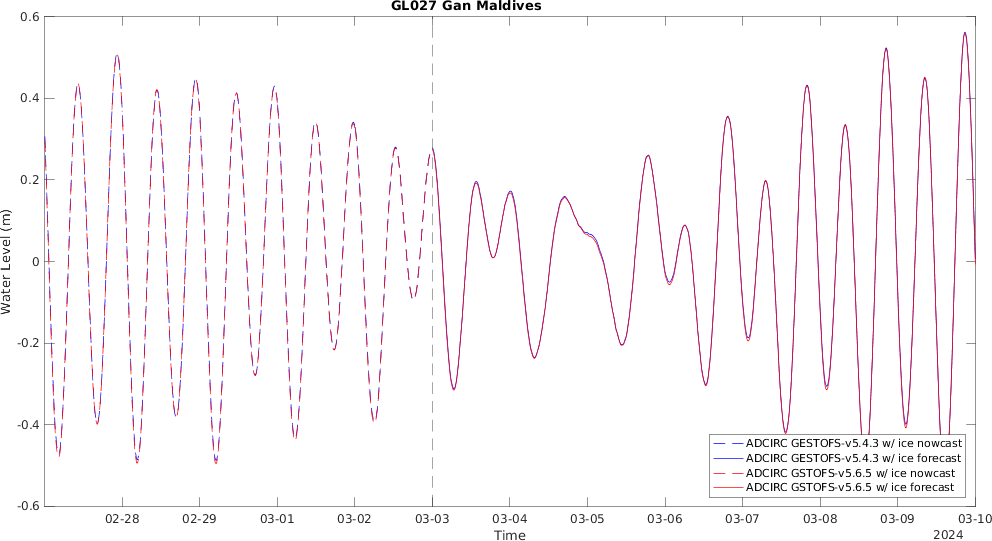 GL027 Gan Maldives
Water Level (m)
0.6
0.4
0.2
0
-0.2
-0.4
-0.6
ADCIRC GESTOFS-v5.4.3 w/ ice nowcast
ADCIRC GESTOFS-v5.4.3 w/ ice forecast
ADCIRC GSTOFS-v5.6.5 w/ ice nowcast
ADCIRC GSTOFS-v5.6.5 w/ ice forecast
02-28 02-29 03-01 03-02 03-03 03-04 03-05 03-06 03-07 03-08 03-09 03-10
Time
2024